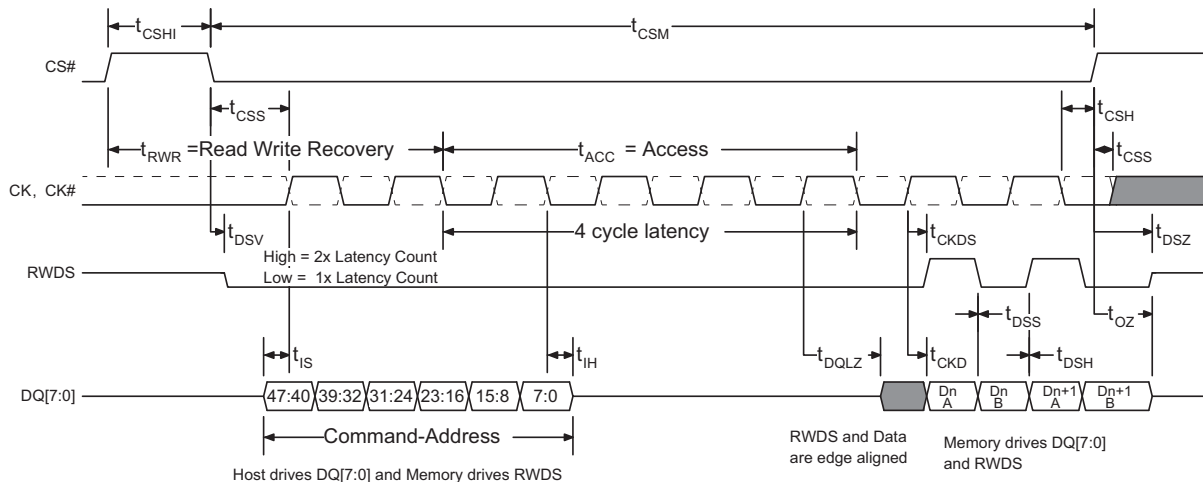 tCSHI
tCSM
CS#
tCSS
tCSH
tRWR =Read Write Recovery
tACC = Access
tCSS
CK, CK#
4 cycle latency
tDSV
tCKDS
tDSZ
High = 2x Latency Count
Low = 1x Latency Count
RWDS
tDSS
tOZ
tIS
tIH
tDQLZ
tCKD
tDSH
DQ[7:0]
47:40 39:32 31:24 23:16 15:8 7:0
Dn A
Dn B
Dn+1 A
Dn+1 B
Command-Address
RWDS and Data
are edge aligned
Memory drives DQ[7:0]
and RWDS
Host drives DQ[7:0] and Memory drives RWDS